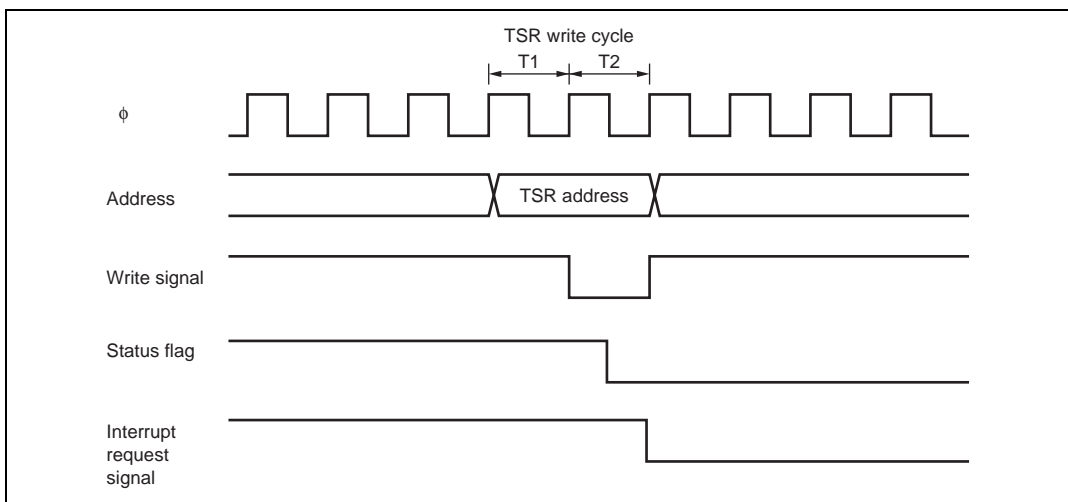 TSR write cycle
T1 T2
ϕ
Address
TSR address
Write signal
Status flag
Interrupt
request
signal